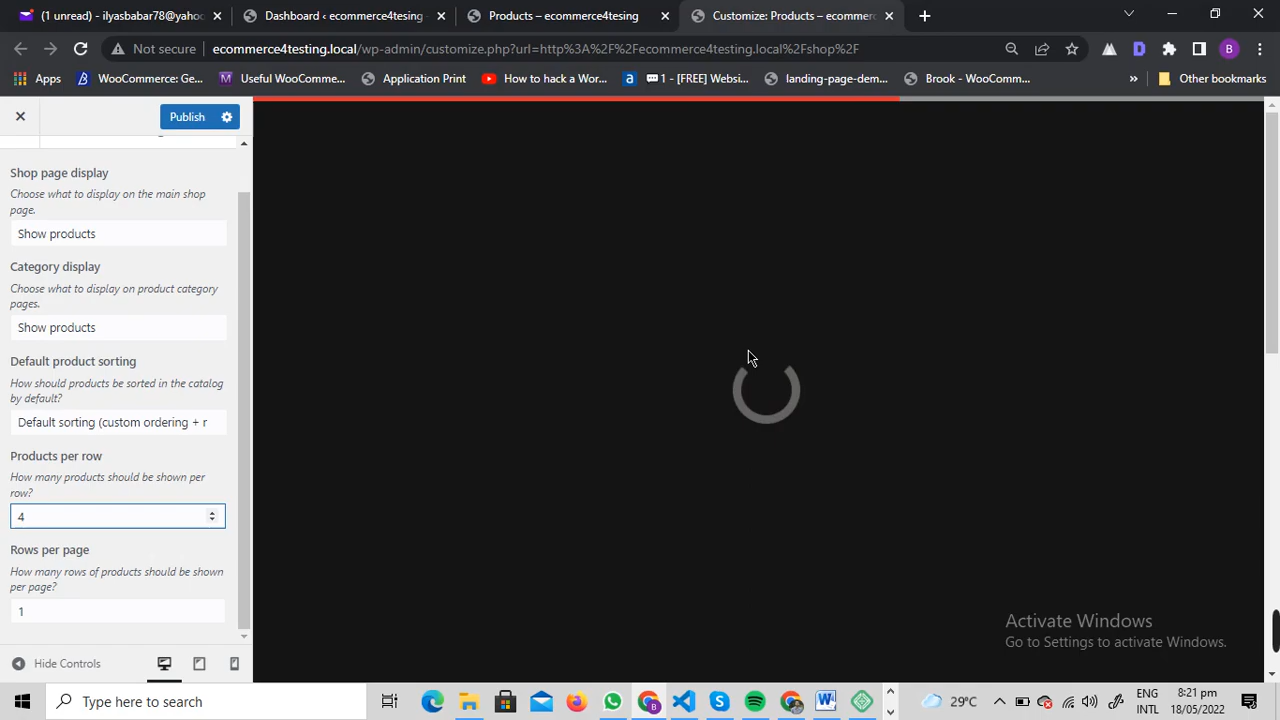 (1 unread) - ilyasbabar78@yahoo
Dashboard ‹ ecommerce4tesing -
Products – ecommerce4tesing
Customize: Products – ecommerc
Not secure
ecommerce4testing.local/wp-admin/customize.php?url=http%3A%2F%2Fecommerce4testing.local%2Fshop%2F
B
Apps
WooCommerce: Ge...
Useful WooComme...
Application Print
How to hack a Wor...
1 - [FREE] Websi...
landing-page-dem...
Brook – WooComm...
»
Other bookmarks
Publish
Shop page display
Choose what to display on the main shop
page.
Show products
Category display
Choose what to display on product category
pages.
Show products
Default product sorting
How should products be sorted in the catalog
by default?
Default sorting (custom ordering + r
Products per row
How many products should be shown per
row?
4
Rows per page
How many rows of products should be shown
per page?
1
Hide Controls
Activate Windows
Go to Settings to activate Windows.
Type here to search
29°C
ENG
INTL
8:21 pm
18/05/2022